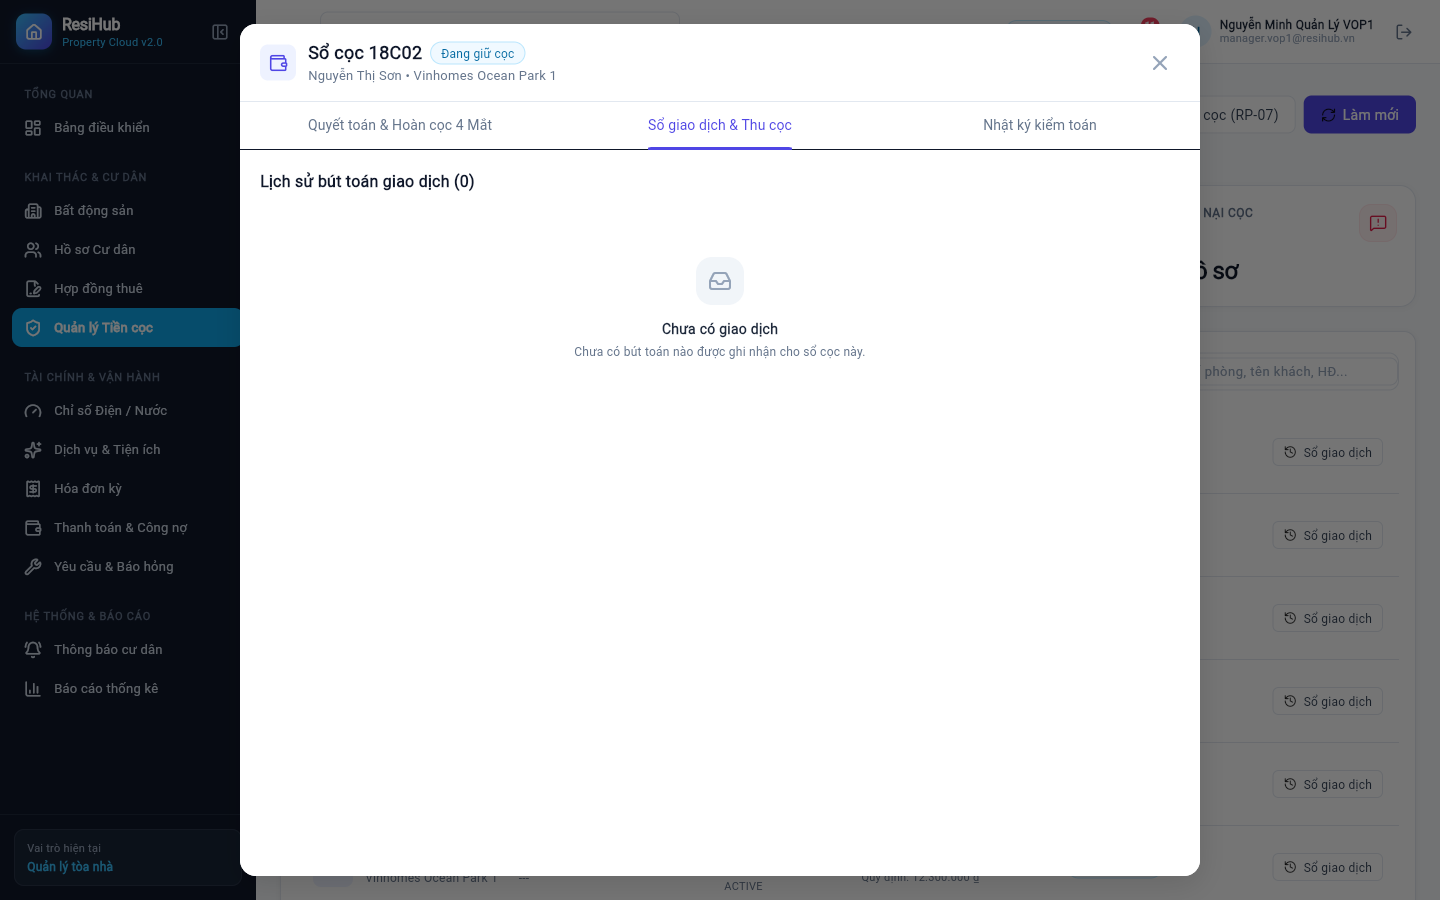 ResiHub
Property Cloud v2.0
TỔNG QUAN
Bảng điều khiển
KHAI THÁC & CƯ DÂN
Bất động sản
Hồ sơ Cư dân
Hợp đồng thuê
Quản lý Tiền cọc
TÀI CHÍNH & VẬN HÀNH
Chỉ số Điện / Nước
Dịch vụ & Tiện ích
Hóa đơn kỳ
Thanh toán & Công nợ
Yêu cầu & Báo hỏng
HỆ THỐNG & BÁO CÁO
Thông báo cư dân
Báo cáo thống kê
Vai trò hiện tại
Quản lý tòa nhà
Nguyễn Minh Quản Lý VOP1
manager.vop1@resihub.vn
cọc (RP-07)
Làm mới
Sổ cọc 18C02
Đang giữ cọc
Nguyễn Thị Sơn • Vinhomes Ocean Park 1
Quyết toán & Hoàn cọc 4 Mắt
Sổ giao dịch & Thu cọc
Nhật ký kiểm toán
Lịch sử bút toán giao dịch (0)
Chưa có giao dịch
Chưa có bút toán nào được ghi nhận cho sổ cọc này.
NẠI CỌC
sơ
phòng, tên khách, HĐ...
Sổ giao dịch
Sổ giao dịch
Sổ giao dịch
Sổ giao dịch
Sổ giao dịch
Sổ giao dịch
Vinhomes Ocean Park 1
ACTIVE
Quy định: 12.300.000 ₫